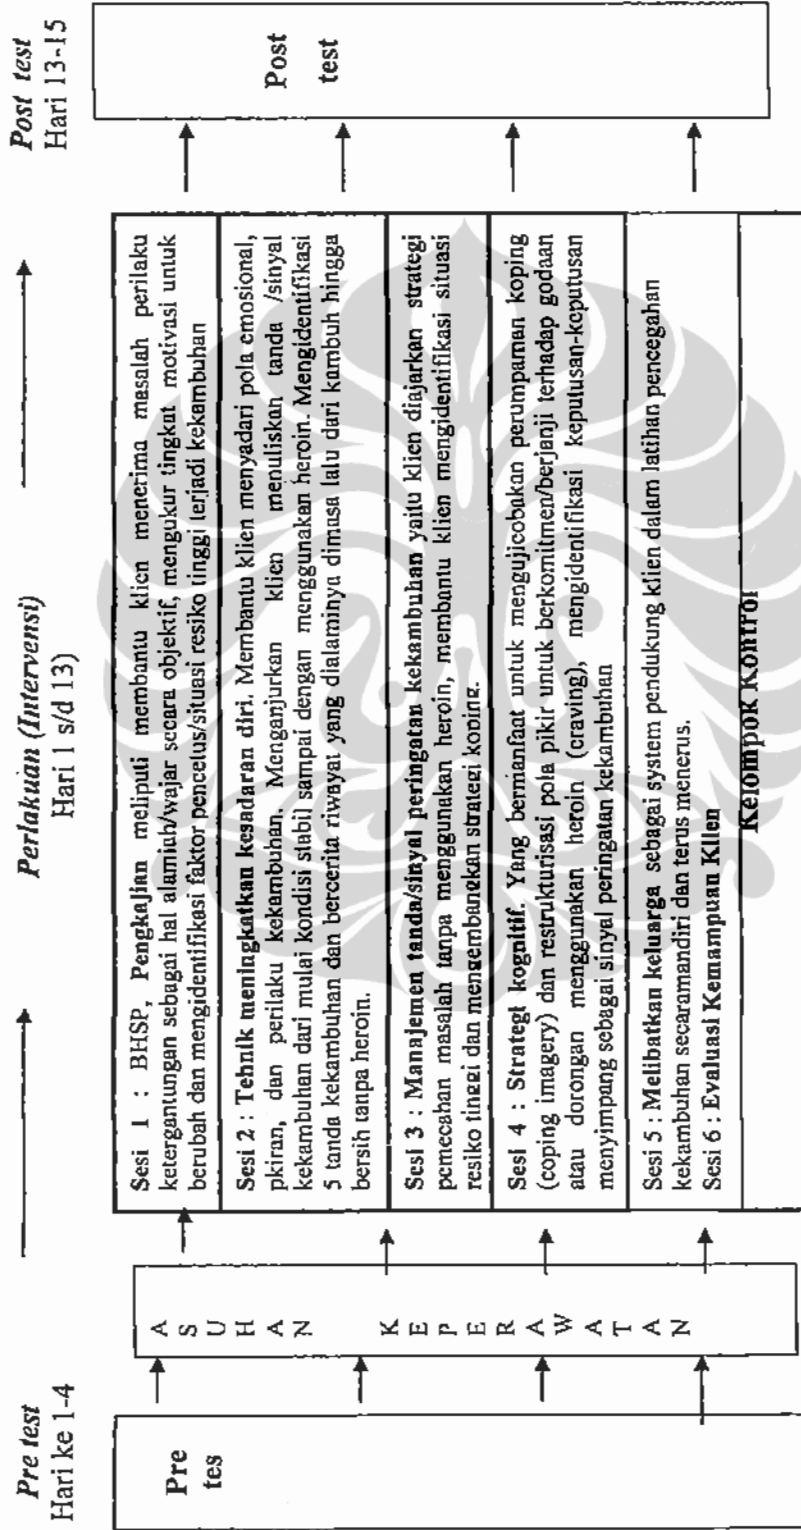 Pre test
Hari ke 1-4
Perlakuan (Intervensi)
Hari 1 s/d 13)
Post test
Hari 13-15
Pre
tes
ASUHAN KEPERAWATAN
Sesi 1 : BHSP, Pengkajian meliputi membantu klien menerima masalah perilaku
ketergantungan sebagai hal alamiah/wajar secara objektif, mengukur tingkat motivasi untuk
berubah dan mengidentifikasi faktor pencetus/situasi resiko tinggi terjadi kekambuhan
Sesi 2 : Tehnik meningkatkan kesadaran diri. Membantu klien menyadari pola emosional,
pkiran, dan perilaku kekambuhan. Menganjurkan klien menuliskan tanda /sinyal
kekambuhan dari mulai kondisi stabil sampai dengan menggunakan heroin. Mengidentifikasi
5 tanda kekambuhan dan bercerita riwayat yang dialaminya dimasa lalu dari kambuh hingga
bersih tanpa heroin.
Sesi 3 : Manajemen tanda/sinyal peringatan kekambuhan yaitu klien diajarkan strategi
pemecahan masalah tanpa menggunakan heroin, membantu klien mengidentifikasi situasi
resiko tinggi dan mengembangkan strategi koping.
Sesi 4 : Strategi kognitif. Yang bermanfaat untuk mengujicobakan perumpaman koping
(coping imagery) dan restrukturisasi pola pikir untuk berkomitmen/berjanji terhadap godaan
atau dorongan menggunakan heroin (craving), mengidentifikasi keputusan-keputusan
menyimpang sebagai sinyal peringatan kekambuhan
Sesi 5 : Melibatkan keluarga sebagai system pendukung klien dalam latihan pencegahan
kekambuhan secaramandiri dan terus menerus.
Sesi 6 : Evaluasi Kemampuan Klien
Kelompok Kontrol
Post
test